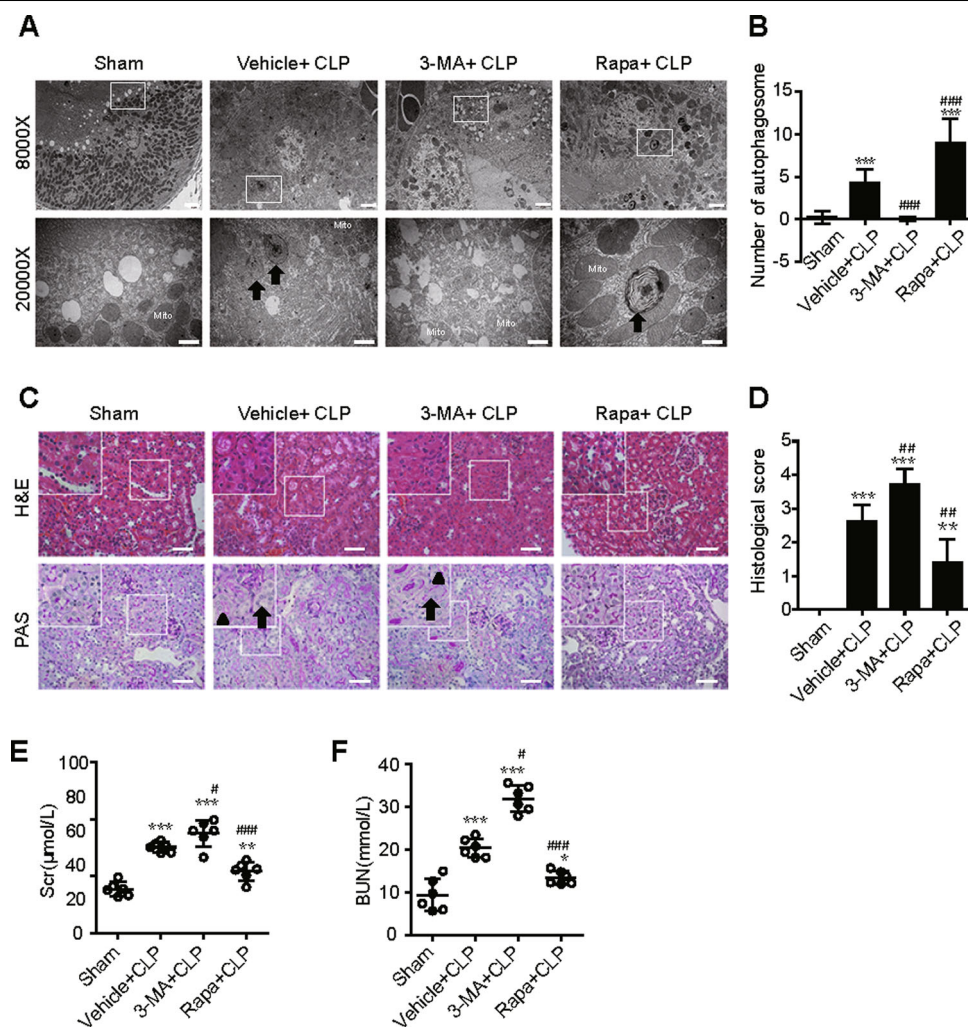 A
Sham
Vehicle+ CLP
3-MA+ CLP
Rapa+ CLP
8000X
20000X
Mito
Mito
Mito
Mito
Mito
B
Number of autophagosome
15
10
5
0
-5
***
###
###
***
Sham
Vehicle+CLP
3-MA+CLP
Rapa+CLP
C
Sham
Vehicle+ CLP
3-MA+ CLP
Rapa+ CLP
H&E
PAS
D
Histological score
5
4
3
2
1
0
***
##
***
##
**
Sham
Vehicle+CLP
3-MA+CLP
Rapa+CLP
E
Scr(μmol/L)
100
80
60
40
20
0
***
#
***
###
**
Sham
Vehicle+CLP
3-MA+CLP
Rapa+CLP
F
BUN(mmol/L)
40
30
20
10
0
***
#
***
###
*
Sham
Vehicle+CLP
3-MA+CLP
Rapa+CLP